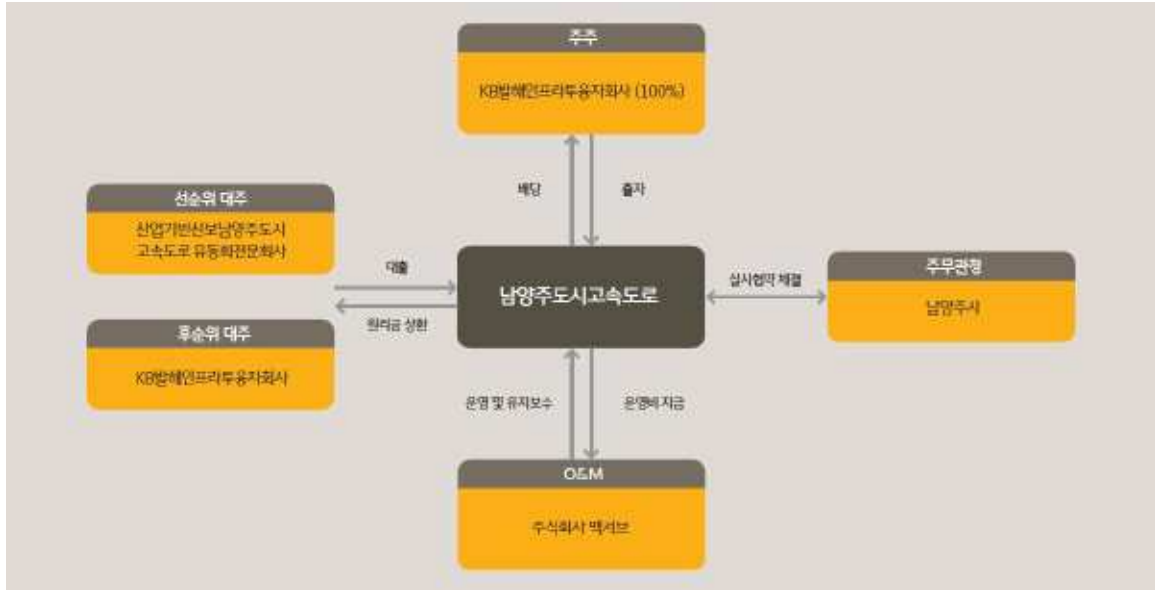 주주
KB발해인프라투융자회사 (100%)
배당
출자
선순위 대주
산업기반신보남양주도시
고속도로 유동화전문회사
대출
원리금 상환
후순위 대주
KB발해인프라투융자회사
남양주도시고속도로
실시협약 체결
주무관청
남양주시
운영 및 유지보수
운영비 지급
O&M
주식회사 맥서브